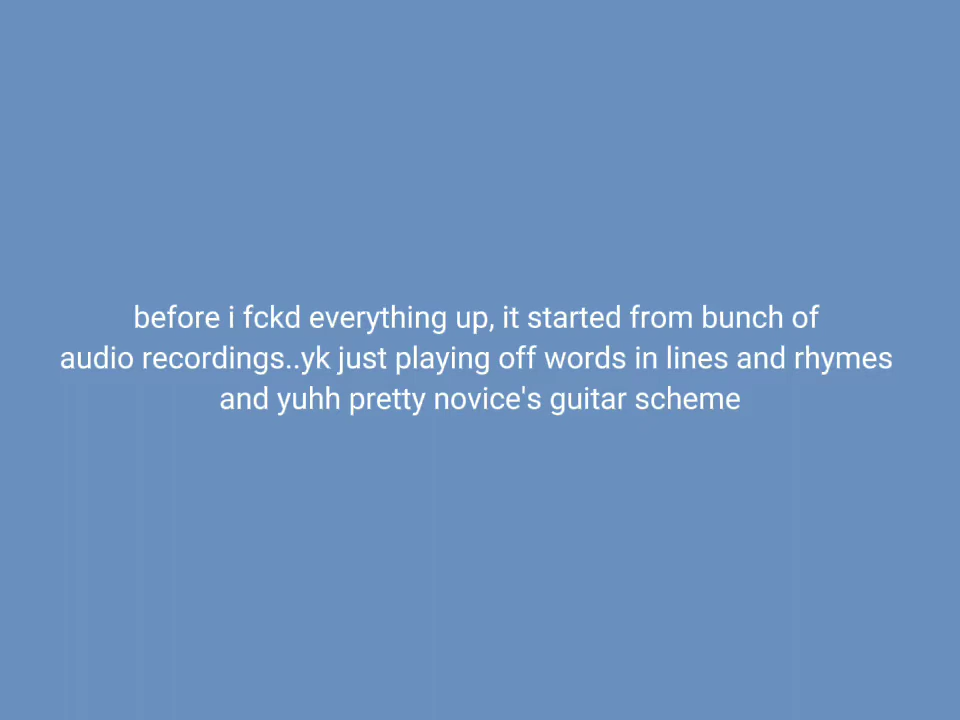 before i fckd everything up, it started from bunch of
audio recordings..yk just playing off words in lines and rhymes
and yuhh pretty novice's guitar scheme